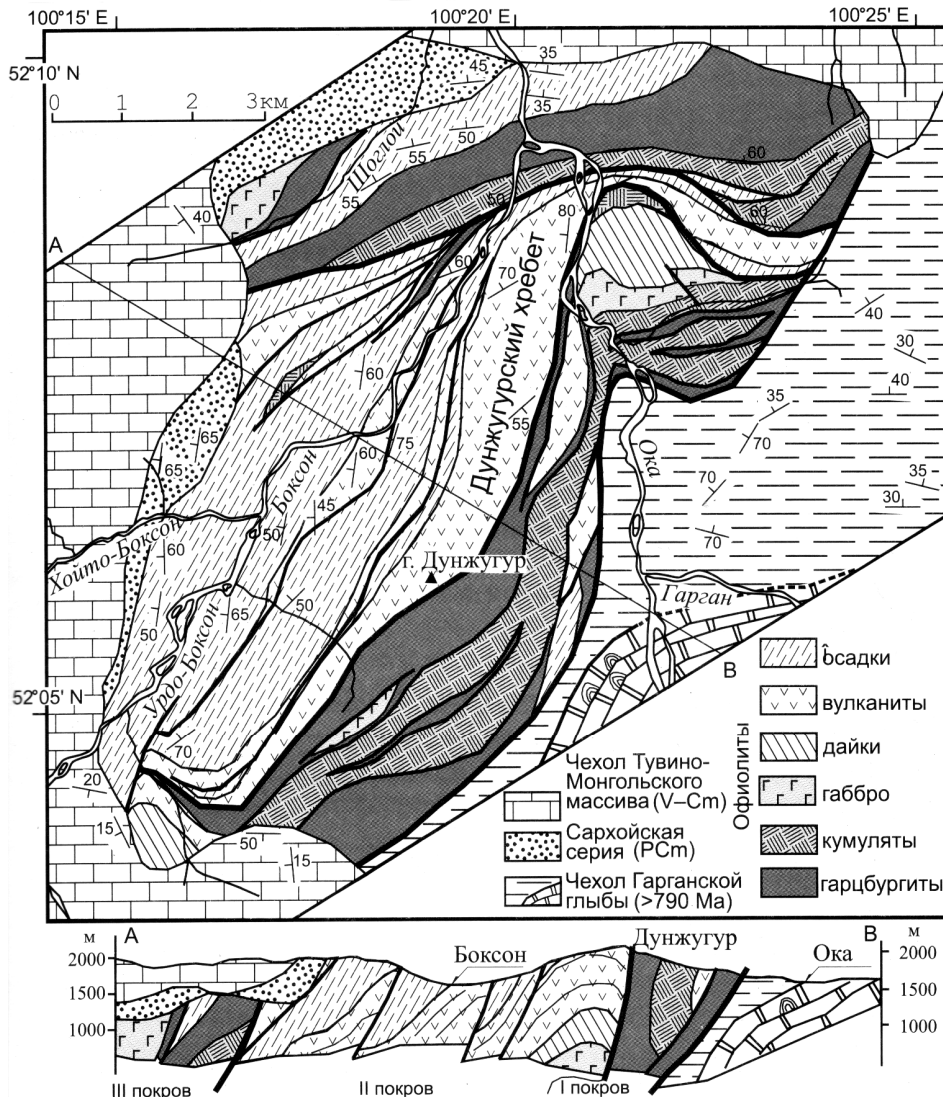 100°15' E
100°20' E
100°25' E
52°10' N
0 1 2 3 км
35
45
35
50
55
55
Шоглой
40
A
50
60
60
60
80
70
60
Дунжугурский хребет
40
30
40
35
70
70
70
35
30
55
Ока
60
75
60
65
65
Боксон
45
50
Хойто-Боксон
60
г. Дунжугур
50
65
50
Урдо-Боксон
Гарган
52°05' N
B
70
20
15
50
15
Офиолиты
осадки
вулканиты
дайки
габбро
кумуляты
гарцбургиты
Чехол Тувино-
Монгольского
массива (V–Cm)
Сархойская
серия (PCm)
Чехол Гарганской
глыбы (>790 Ma)
м
A
Боксон
Дунжугур
Ока
B
м
2000
1500
1000
2000
1500
1000
III покров
II покров
I покров